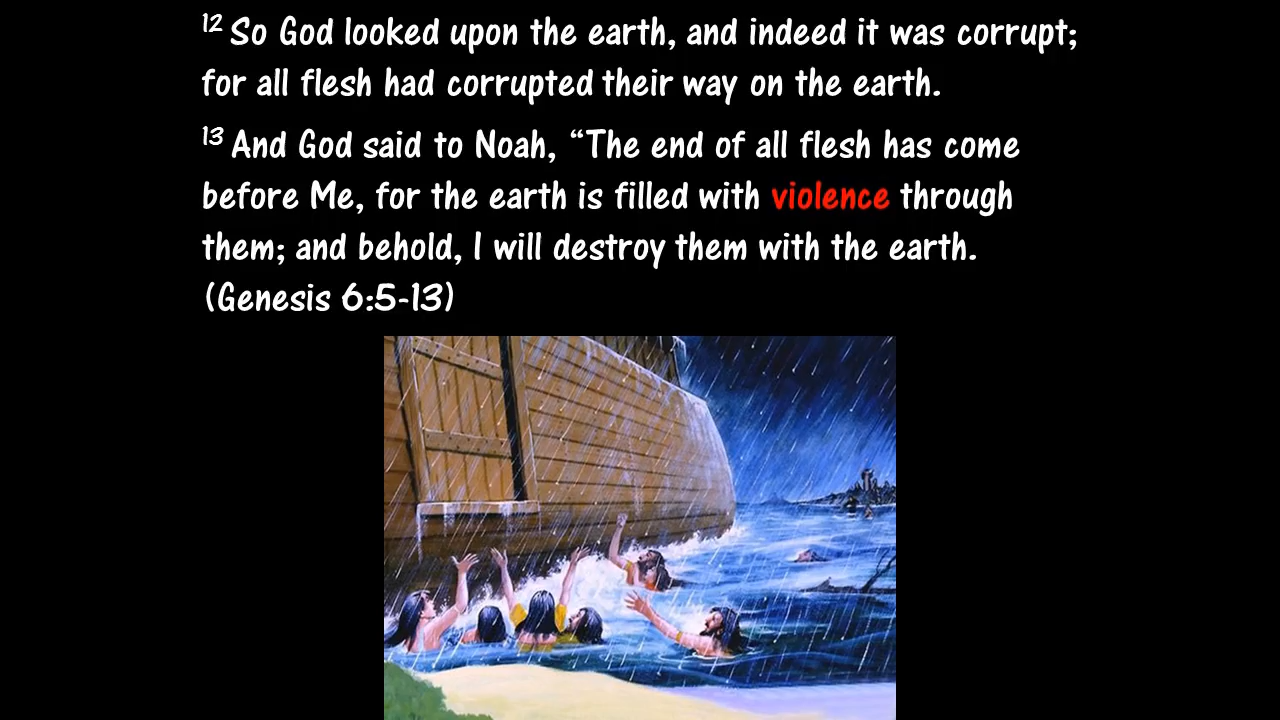 12 So God looked upon the earth, and indeed it was corrupt;
for all flesh had corrupted their way on the earth.
13 And God said to Noah, “The end of all flesh has come
before Me, for the earth is filled with violence through
them; and behold, I will destroy them with the earth.
(Genesis 6:5-13)